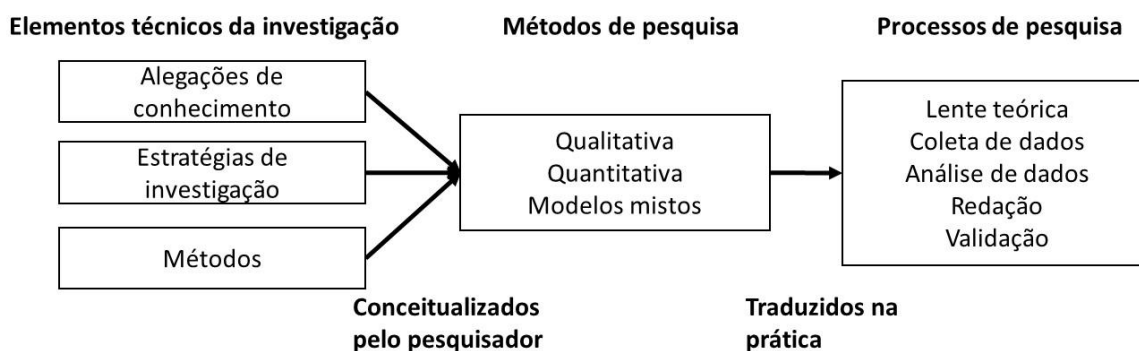 Elementos técnicos da investigação
Alegações de
conhecimento
Estratégias de
investigação
Métodos
Conceitualizados
pelo pesquisador
Métodos de pesquisa
Qualitativa
Quantitativa
Modelos mistos
Traduzidos na
prática
Processos de pesquisa
Lente teórica
Coleta de dados
Análise de dados
Redação
Validação